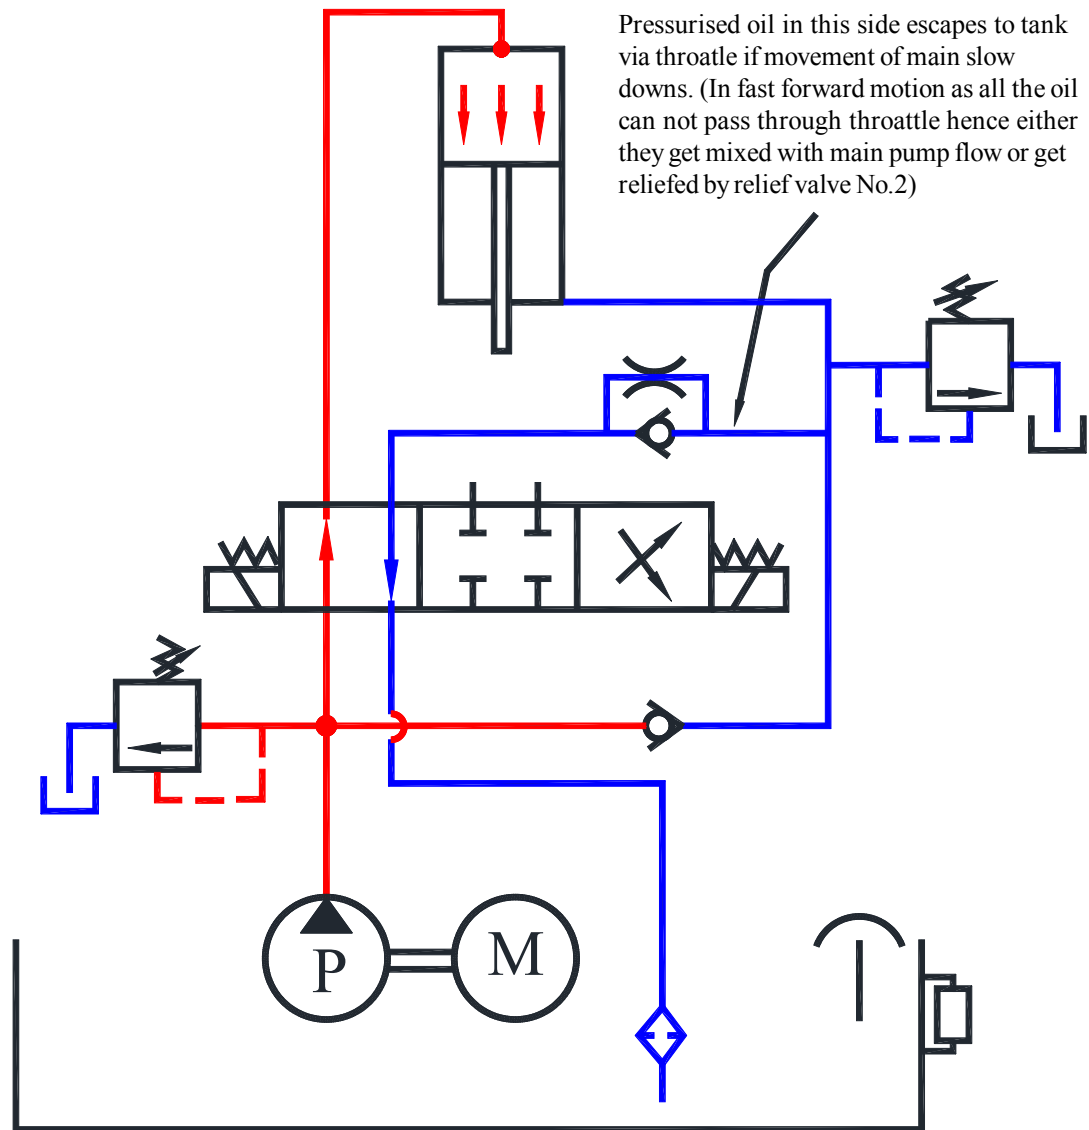 Pressurised oil in this side escapes to tank
via throatle if movement of main slow
downs. (In fast forward motion as all the oil
can not pass through throattle hence either
they get mixed with main pump flow or get
reliefed by relief valve No.2)
P
M